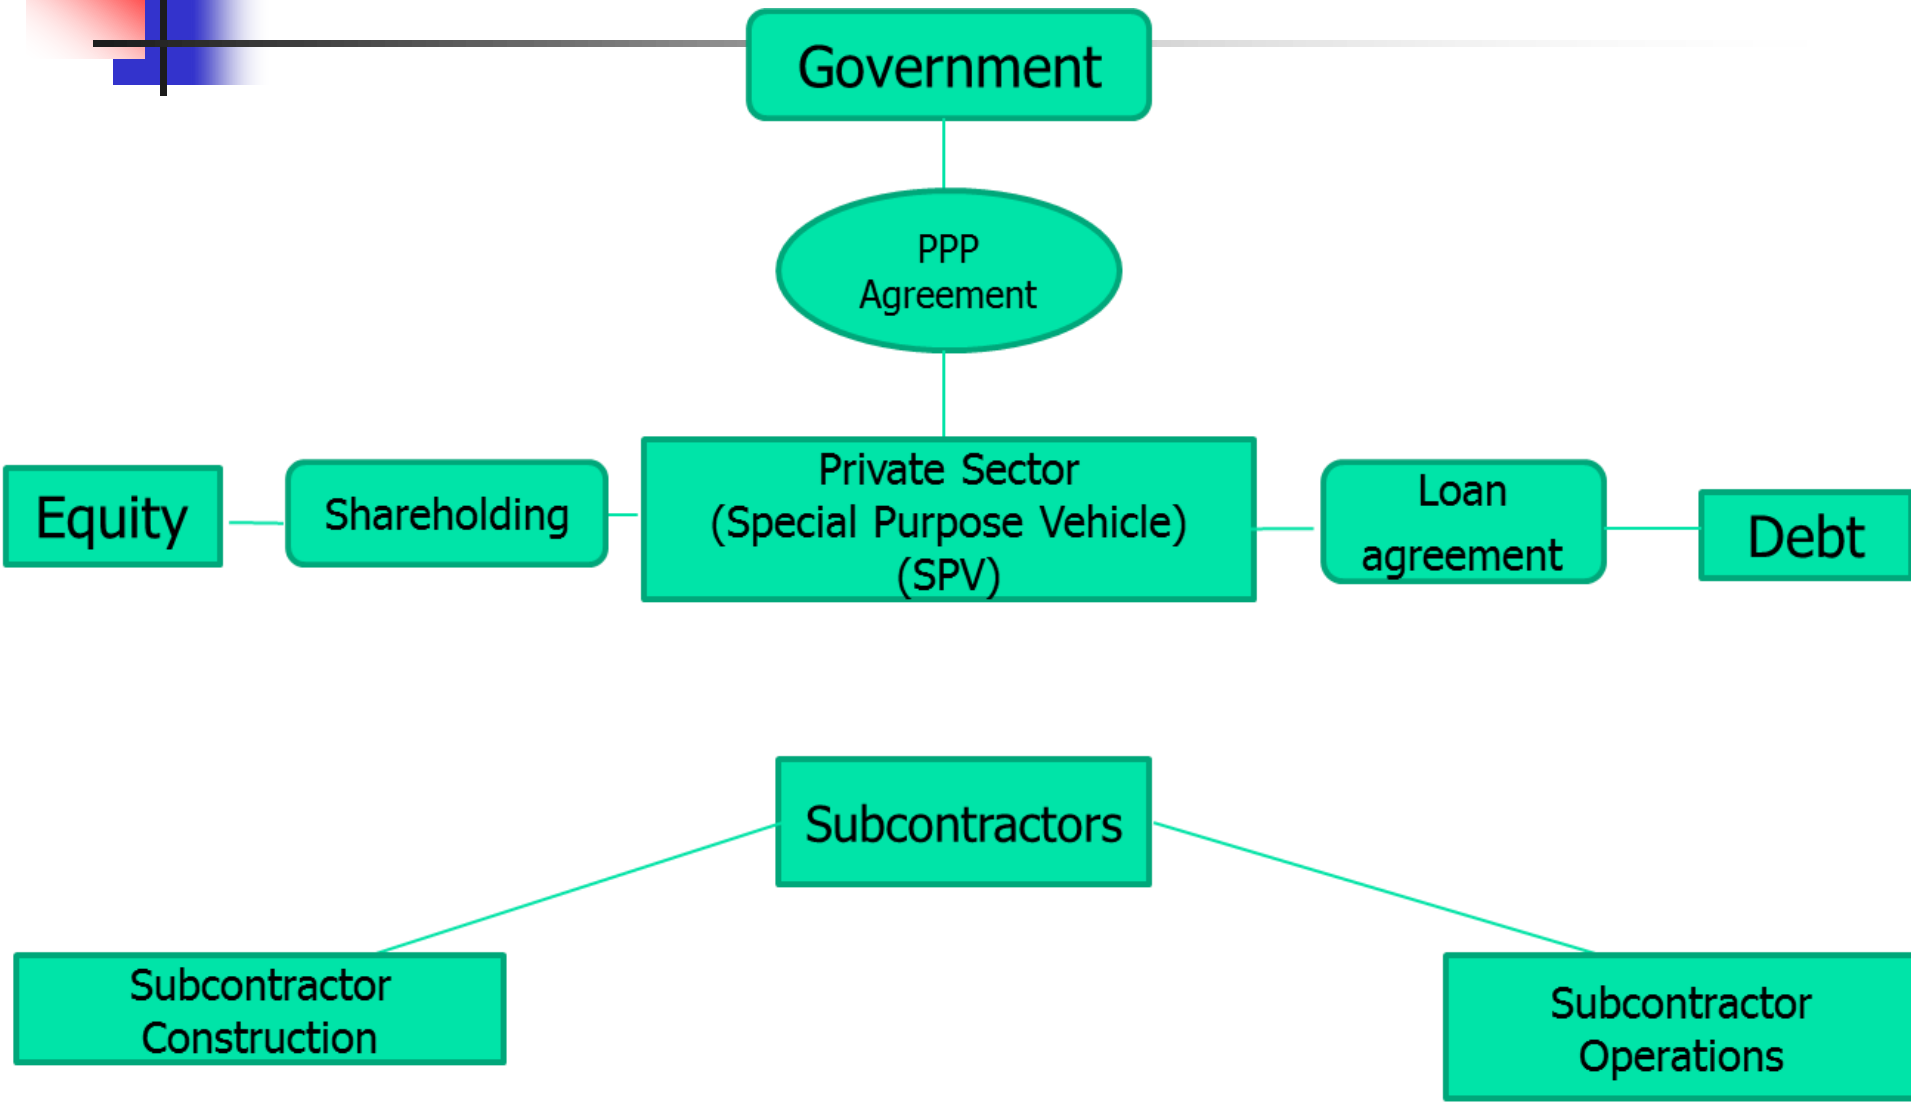 Government
PPP
Agreement
Equity
Shareholding
Private Sector
(Special Purpose Vehicle)
(SPV)
Loan
agreement
Debt
Subcontractors
Subcontractor
Construction
Subcontractor
Operations